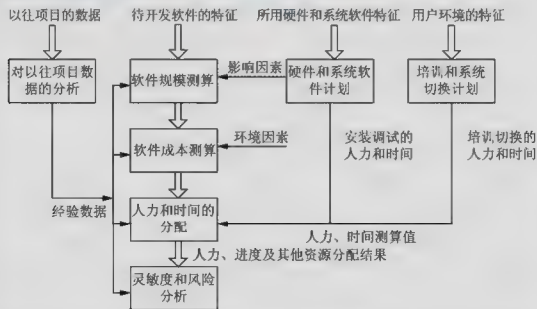 以往项目的数据
待开发软件的特征
所用硬件和系统软件特征
用户环境的特征
对以往项目数
据的分析
软件规模测算
影响因素
硬件和系统软
件计划
培训和系统
切换计划
软件成本测算
环境因素
安装调试的
人力和时间
培训切换的
人力和时间
经验数据
人力和时间的
分配
人力、时间测算值
人力、进度及其他资源分配结果
灵敏度和风险
分析